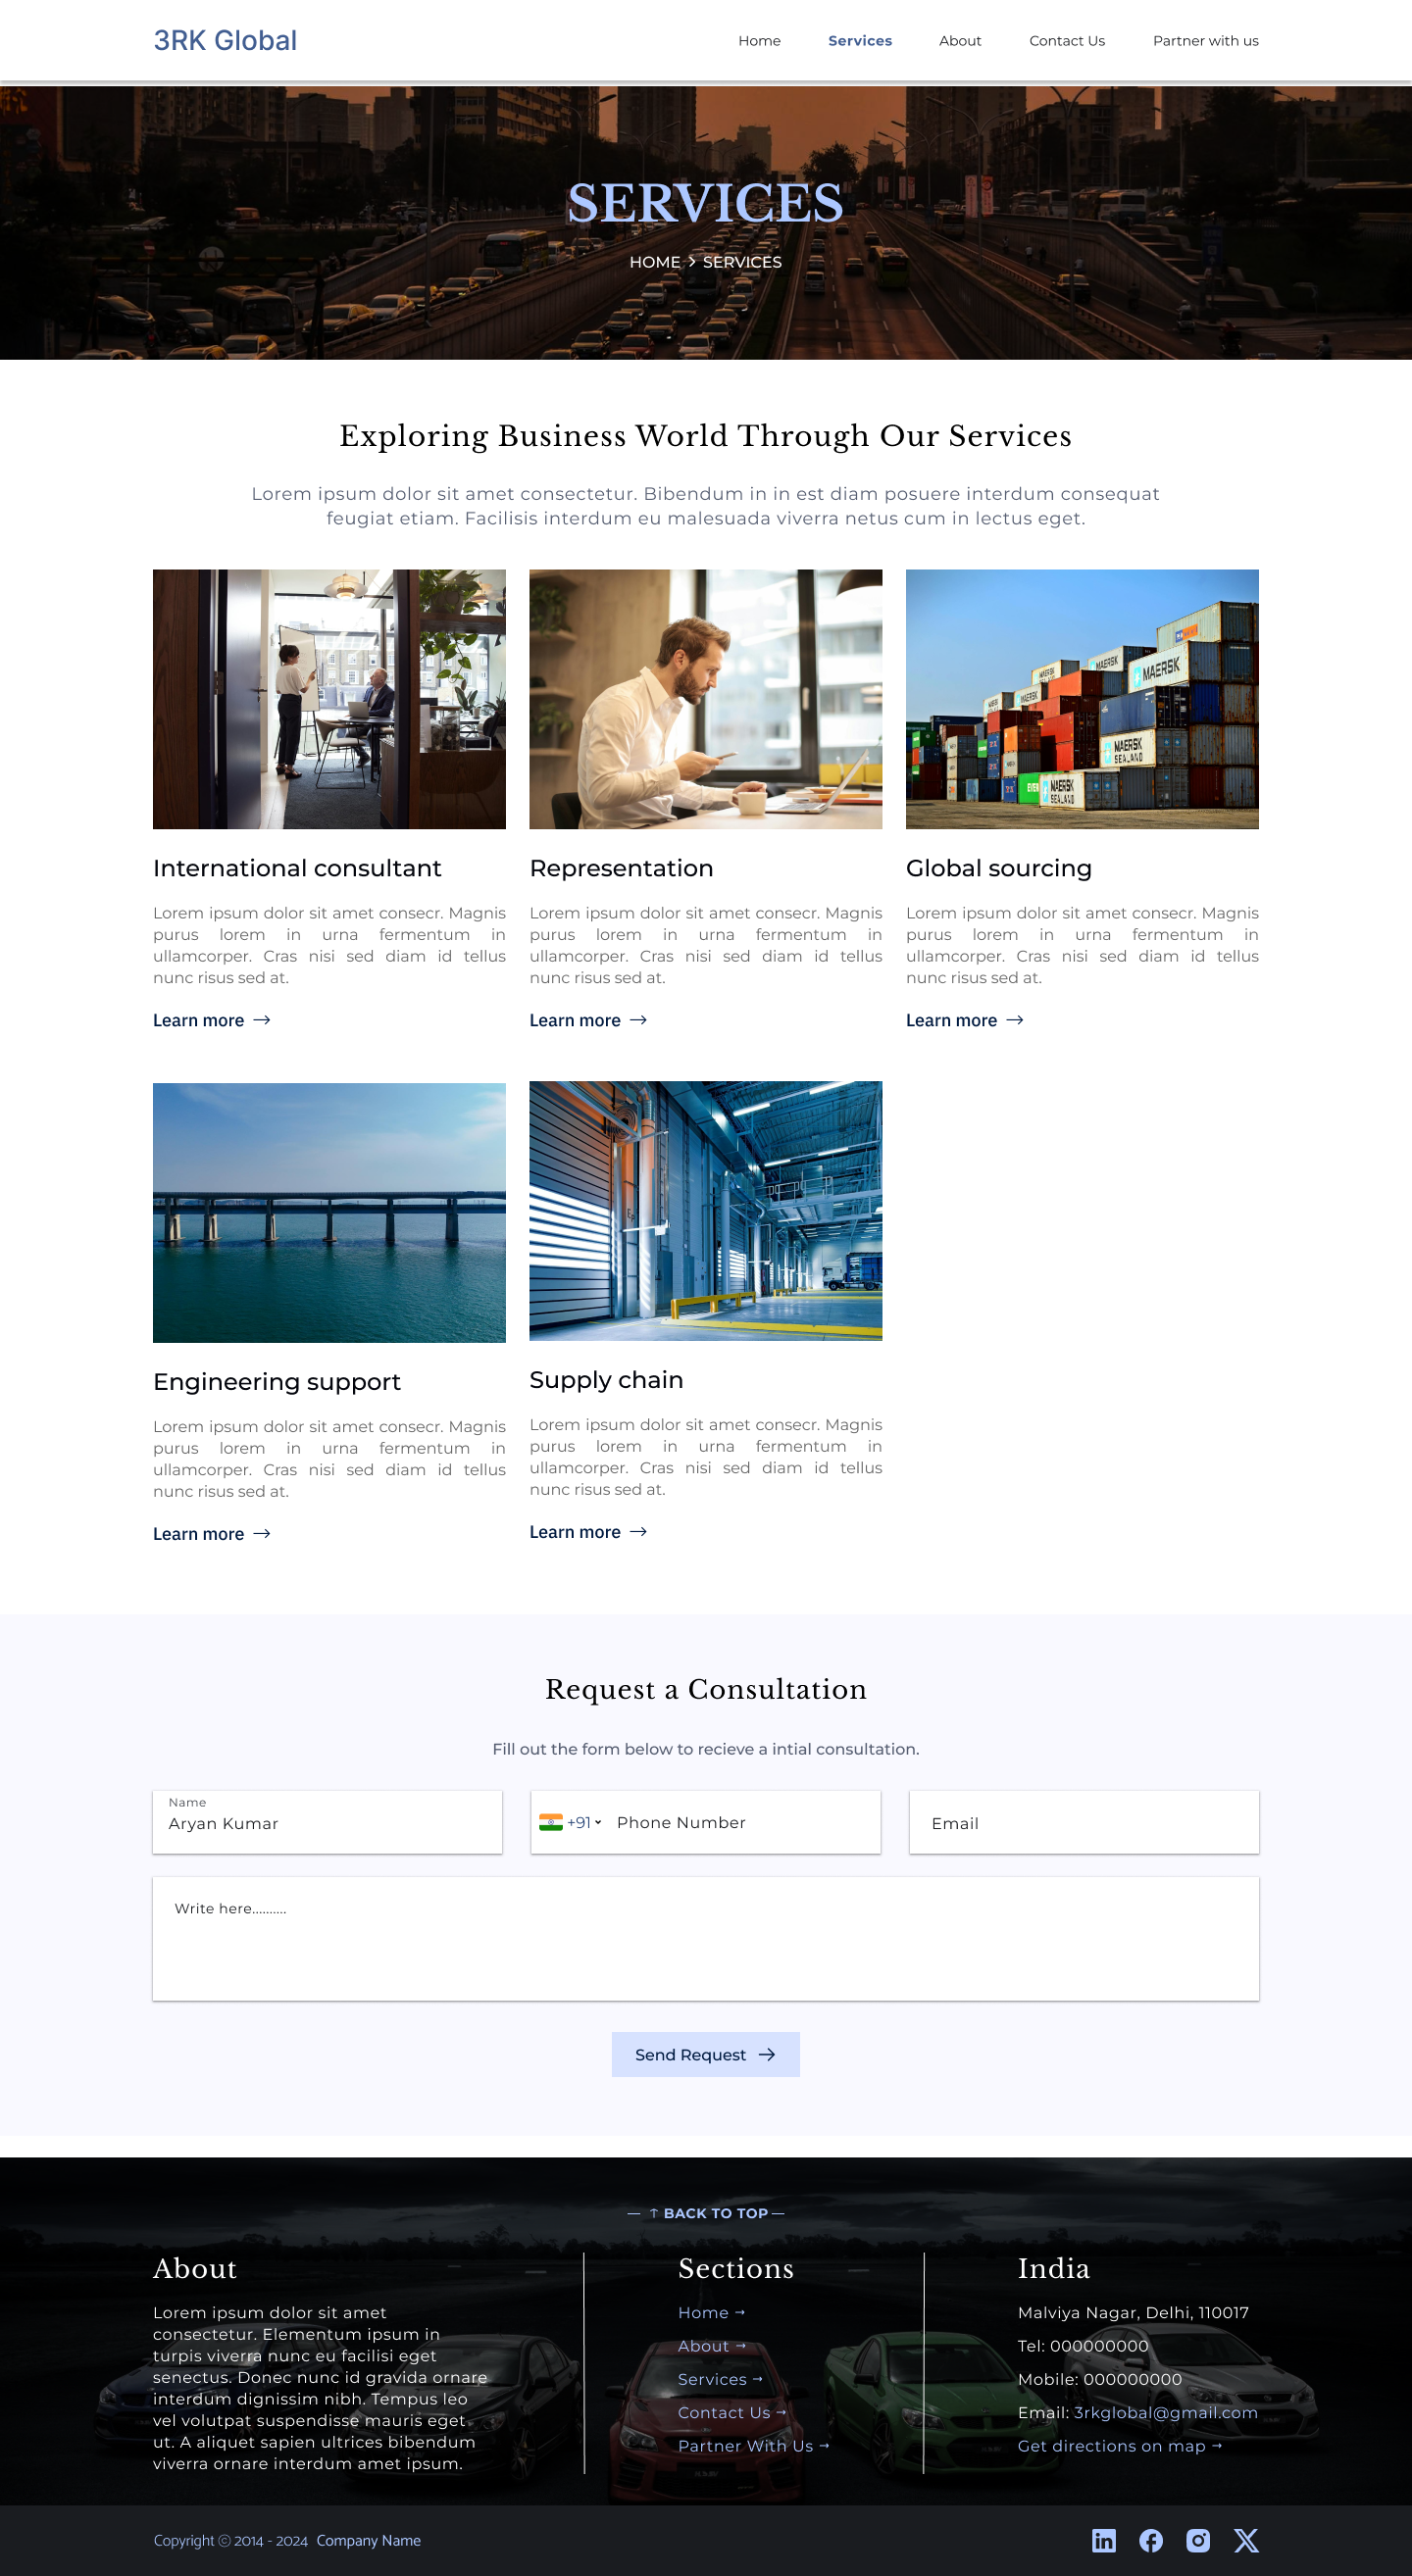 3RK Global
Home Services About Contact Us Partner with us
SERVICES
HOME > SERVICES
Exploring Business World Through Our Services
Lorem ipsum dolor sit amet consectetur. Bibendum in in est diam posuere interdum consequat
feugiat etiam. Facilisis interdum eu malesuada viverra netus cum in lectus eget.
MAERSK
MAERSK
MAERSK
MAERSK
SEALAND
MAERSK
SEALAND
International consultant
Lorem ipsum dolor sit amet consecr. Magnis
purus lorem in urna fermentum in
ullamcorper. Cras nisi sed diam id tellus
nunc risus sed at.
Learn more →
Representation
Lorem ipsum dolor sit amet consecr. Magnis
purus lorem in urna fermentum in
ullamcorper. Cras nisi sed diam id tellus
nunc risus sed at.
Learn more →
Global sourcing
Lorem ipsum dolor sit amet consecr. Magnis
purus lorem in urna fermentum in
ullamcorper. Cras nisi sed diam id tellus
nunc risus sed at.
Learn more →
Engineering support
Lorem ipsum dolor sit amet consecr. Magnis
purus lorem in urna fermentum in
ullamcorper. Cras nisi sed diam id tellus
nunc risus sed at.
Learn more →
Supply chain
Lorem ipsum dolor sit amet consecr. Magnis
purus lorem in urna fermentum in
ullamcorper. Cras nisi sed diam id tellus
nunc risus sed at.
Learn more →
Request a Consultation
Fill out the form below to recieve a intial consultation.
Name
Aryan Kumar
+91 Phone Number
Email
Write here..........
Send Request →
— ↑ BACK TO TOP —
About
Lorem ipsum dolor sit amet
consectetur. Elementum ipsum in
turpis viverra nunc eu facilisi eget
senectus. Donec nunc id gravida ornare
interdum dignissim nibh. Tempus leo
vel volutpat suspendisse mauris eget
ut. A aliquet sapien ultrices bibendum
viverra ornare interdum amet ipsum.
Sections
Home →
About →
Services →
Contact Us →
Partner With Us →
India
Malviya Nagar, Delhi, 110017
Tel: 000000000
Mobile: 000000000
Email: 3rkglobal@gmail.com
Get directions on map →
Copyright © 2014 - 2024 Company Name